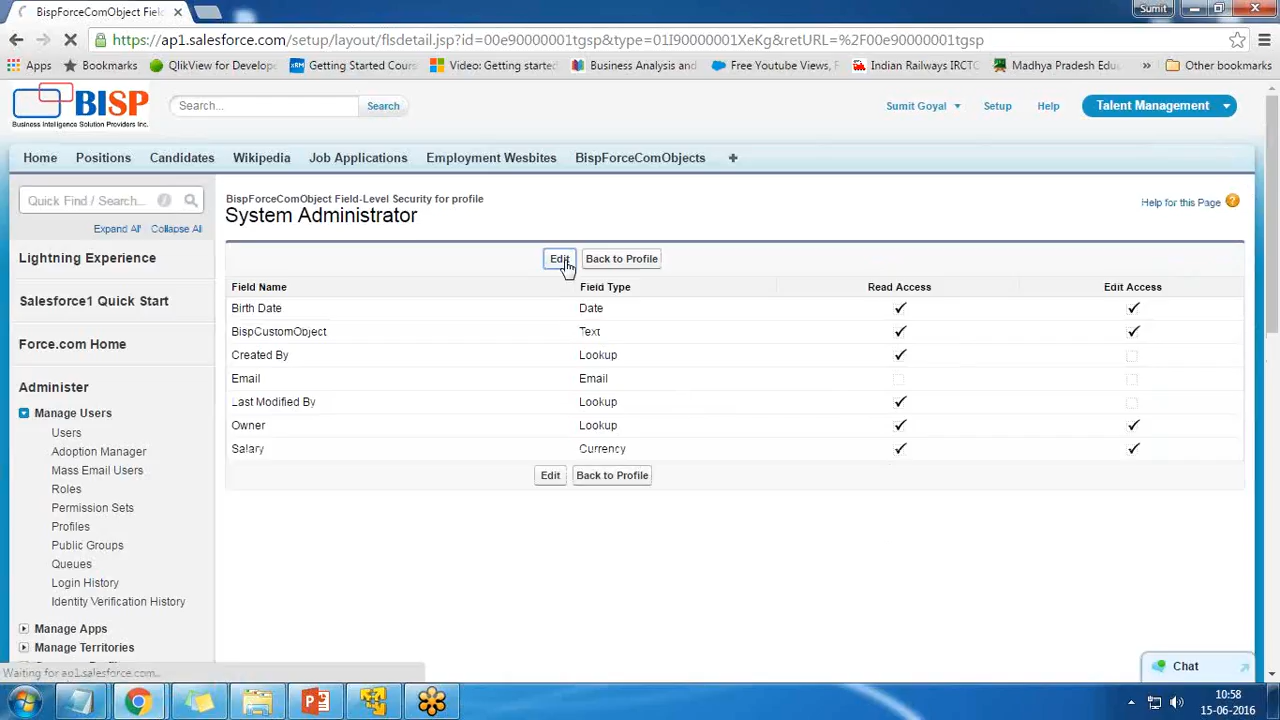 BispForceComObject Fiel
Sumit
https://ap1.salesforce.com/setup/layout/flsdetail.jsp?id=00e90000001tgsp&type=01I90000001XeKg&retURL=%2F00e90000001tgsp
Apps
Bookmarks
QlikView for Develop
Getting Started Cours
Video: Getting started
Business Analysis and
Free Youtube Views,
Indian Railways IRCTC
Madhya Pradesh Edu
»
Other bookmarks
BISP
Business Intelligence Solution Providers Inc.
Search...
Search
Sumit Goyal
Setup
Help
Talent Management
Home
Positions
Candidates
Wikipedia
Job Applications
Employment Wesbites
BispForceComObjects
+
Quick Find / Search...
Expand All
Collapse All
Lightning Experience
Salesforce1 Quick Start
Force.com Home
Administer
Manage Users
Users
Adoption Manager
Mass Email Users
Roles
Permission Sets
Profiles
Public Groups
Queues
Login History
Identity Verification History
Manage Apps
Manage Territories
BispForceComObject Field-Level Security for profile
System Administrator
Help for this Page
Edit
Back to Profile
Field Name Field Type Read Access Edit Access
Birth Date Date
BispCustomObject Text
Created By Lookup
Email Email
Last Modified By Lookup
Owner Lookup
Salary Currency
Edit
Back to Profile
Waiting for ap1.salesforce.com...
Chat
10:58
15-06-2016